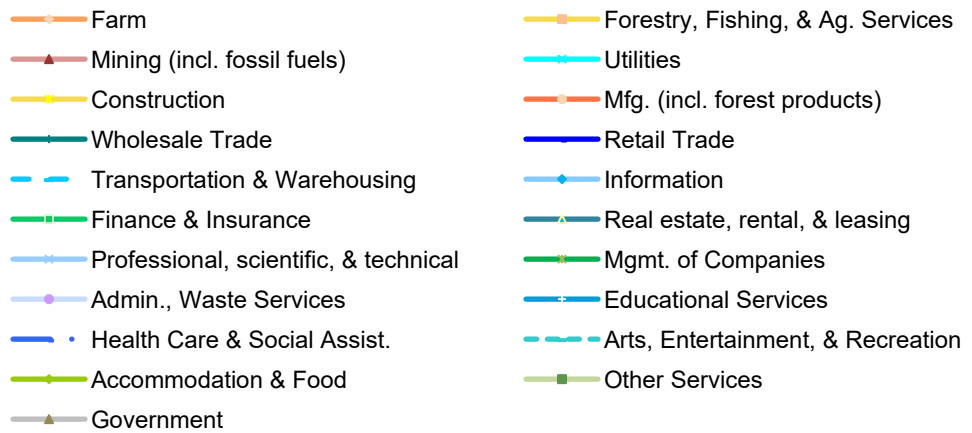 Farm
Forestry, Fishing, & Ag. Services
Mining (incl. fossil fuels)
Utilities
Construction
Mfg. (incl. forest products)
Wholesale Trade
Retail Trade
Transportation & Warehousing
Information
Finance & Insurance
Real estate, rental, & leasing
Professional, scientific, & technical
Mgmt. of Companies
Admin., Waste Services
Educational Services
Health Care & Social Assist.
Arts, Entertainment, & Recreation
Accommodation & Food
Other Services
Government